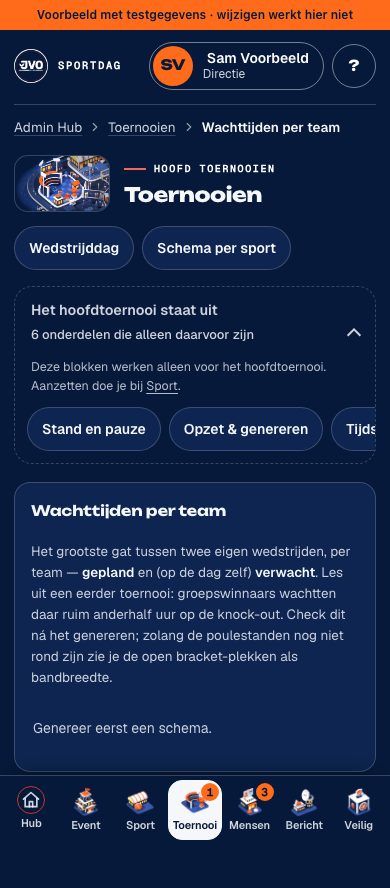 Voorbeeld met testgegevens · wijzigen werkt hier niet
JVO
SPORTDAG
SV
Sam Voorbeeld
Directie
?
Admin Hub > Toernooien > Wachttijden per team
HOOFD TOERNOOIEN
Toernooien
Wedstrijddag
Schema per sport
Het hoofdtoernooi staat uit
6 onderdelen die alleen daarvoor zijn
Deze blokken werken alleen voor het hoofdtoernooi.
Aanzetten doe je bij Sport.
Stand en pauze
Opzet & genereren
Tijds
Wachttijden per team
Het grootste gat tussen twee eigen wedstrijden, per
team — gepland en (op de dag zelf) verwacht. Les
uit een eerder toernooi: groepswinnaars wachtten
daar ruim anderhalf uur op de knock-out. Check dit
ná het genereren; zolang de poulestanden nog niet
rond zijn zie je de open bracket-plekken als
bandbreedte.
Genereer eerst een schema.
1
3
Hub
Event
Sport
Toernooi
Mensen
Bericht
Veilig